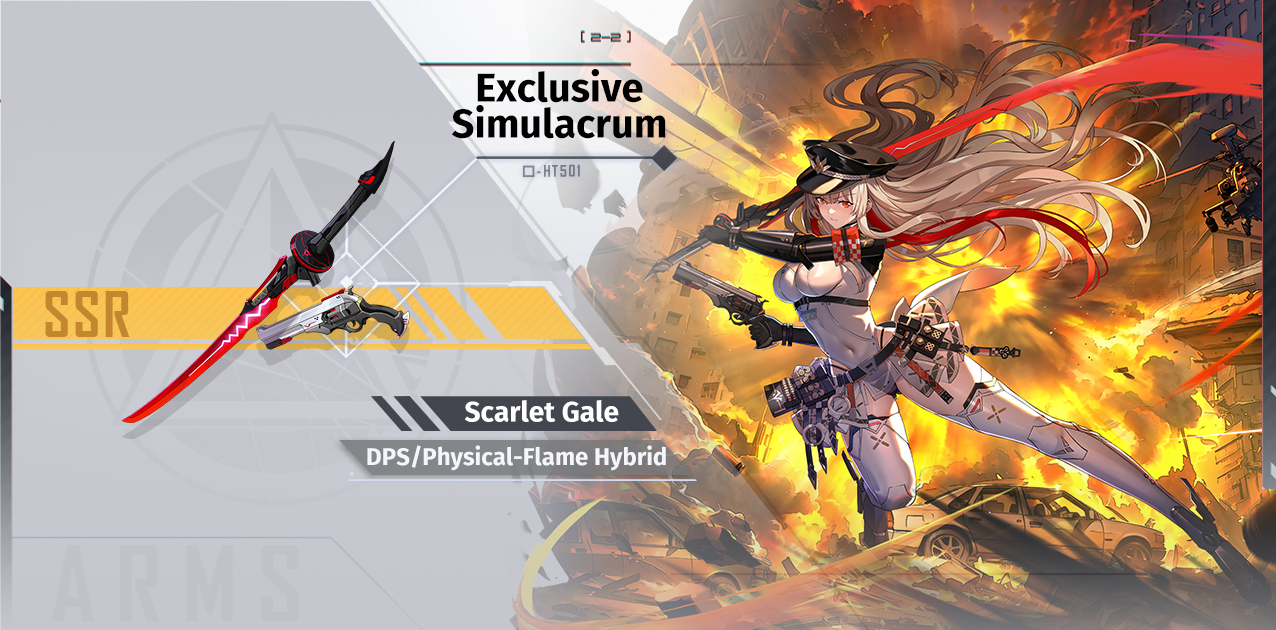 [ 2-2 ]
Exclusive
Simulacrum
-HT501
SSR
Scarlet Gale
DPS/Physical-Flame Hybrid
ARMS